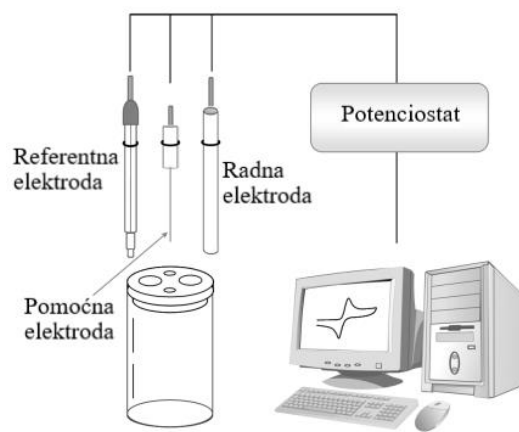 Potenciostat
Referentna
elektroda
Radna
elektroda
Pomoćna
elektroda